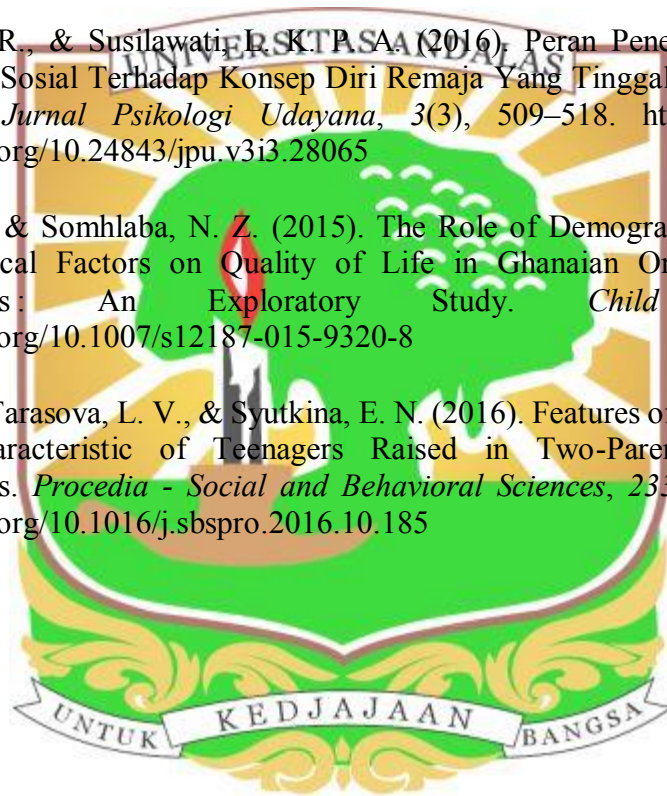 UNIVERSITAS ANDALAS
R., & Susilawati, L. K. P. A. (2016). Peran Pene
Sosial Terhadap Konsep Diri Remaja Yang Tinggal
Jurnal Psikologi Udayana, 3(3), 509–518. ht
org/10.24843/jpu.v3i3.28065
& Somhlaba, N. Z. (2015). The Role of Demogra
cal Factors on Quality of Life in Ghanaian Or
s : An Exploratory Study. Child
org/10.1007/s12187-015-9320-8
Tarasova, L. V., & Syutkina, E. N. (2016). Features o
aracteristic of Teenagers Raised in Two-Paren
s. Procedia - Social and Behavioral Sciences, 233
org/10.1016/j.sbspro.2016.10.185
UNTUK KEDJAJAAN BANGSA